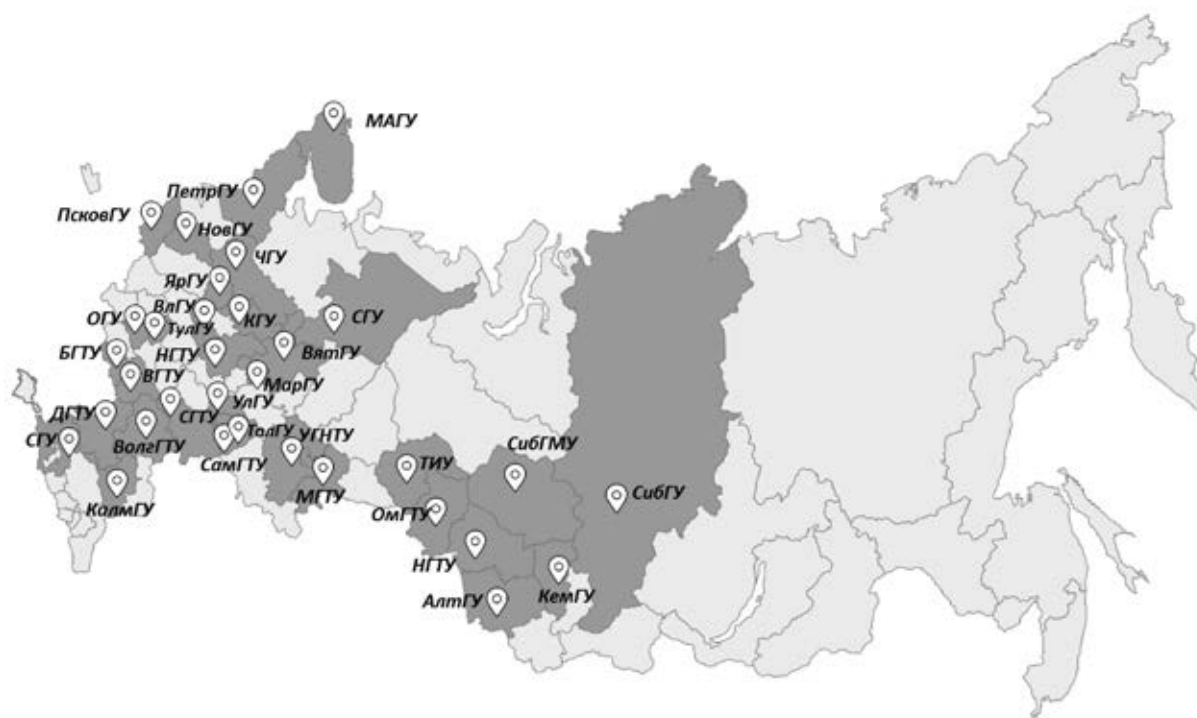 МАГУ
ПетрГУ
ПсковГУ
НовГУ
ЧГУ
ЯрГУ
ВлГУ
КГУ
СГУ
ОГУ
ТулГУ
БГТУ
НГТУ
ВятГУ
ВГТУ
МарГУ
УлГУ
СГТУ
ДГТУ
ТолГУ
УГНТУ
СГУ
ВолгГТУ
СамГТУ
СибГМУ
ТИУ
МГТУ
СибГУ
КалмГУ
ОмГТУ
НГТУ
КемГУ
АлтГУ